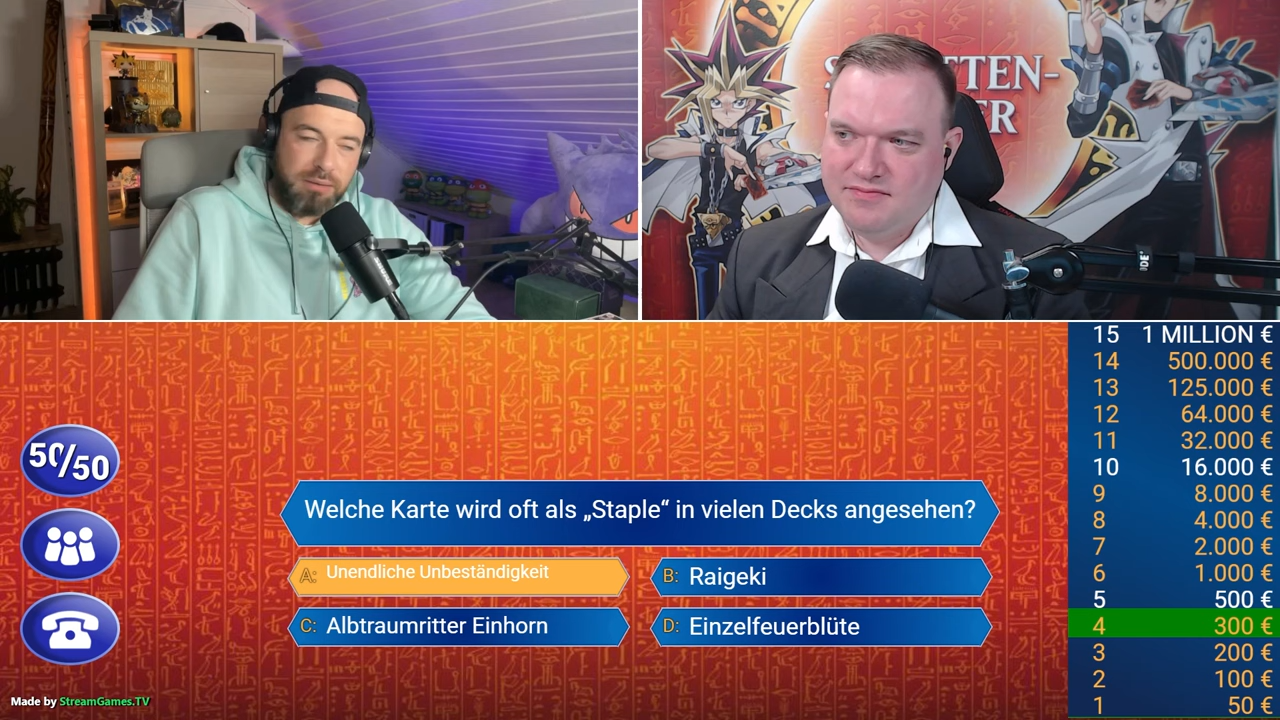 50/50
Welche Karte wird oft als „Staple“ in vielen Decks angesehen?
A: Unendliche Unbeständigkeit
B: Raigeki
C: Albtraumritter Einhorn
D: Einzelfeuerblüte
15 1 MILLION €
14 500.000 €
13 125.000 €
12 64.000 €
11 32.000 €
10 16.000 €
9 8.000 €
8 4.000 €
7 2.000 €
6 1.000 €
5 500 €
4 300 €
3 200 €
2 100 €
1 50 €
Made by StreamGames.TV